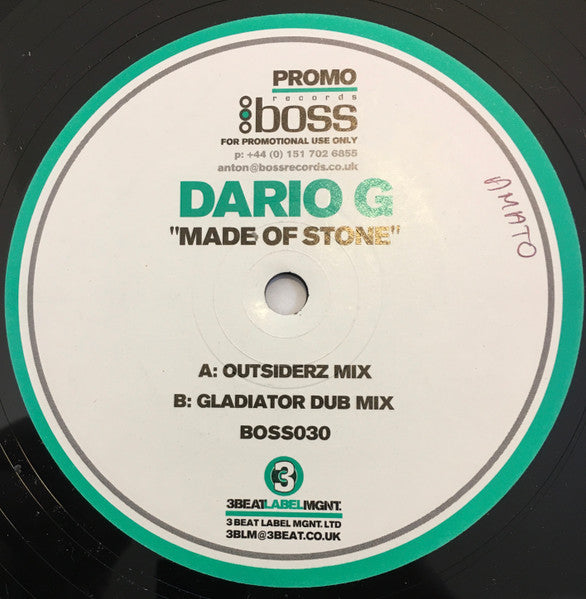 PROMO
records
boss
FOR PROMOTIONAL USE ONLY
p: +44 (0) 151 702 6855
anton@bossrecords.co.uk
DARIO G
"MADE OF STONE"
AMATO
A: OUTSIDERZ MIX
B: GLADIATOR DUB MIX
BOSS030
3
3BEATLABELMGNT.
3 BEAT LABEL MGNT. LTD
3BLM@3BEAT.CO.UK